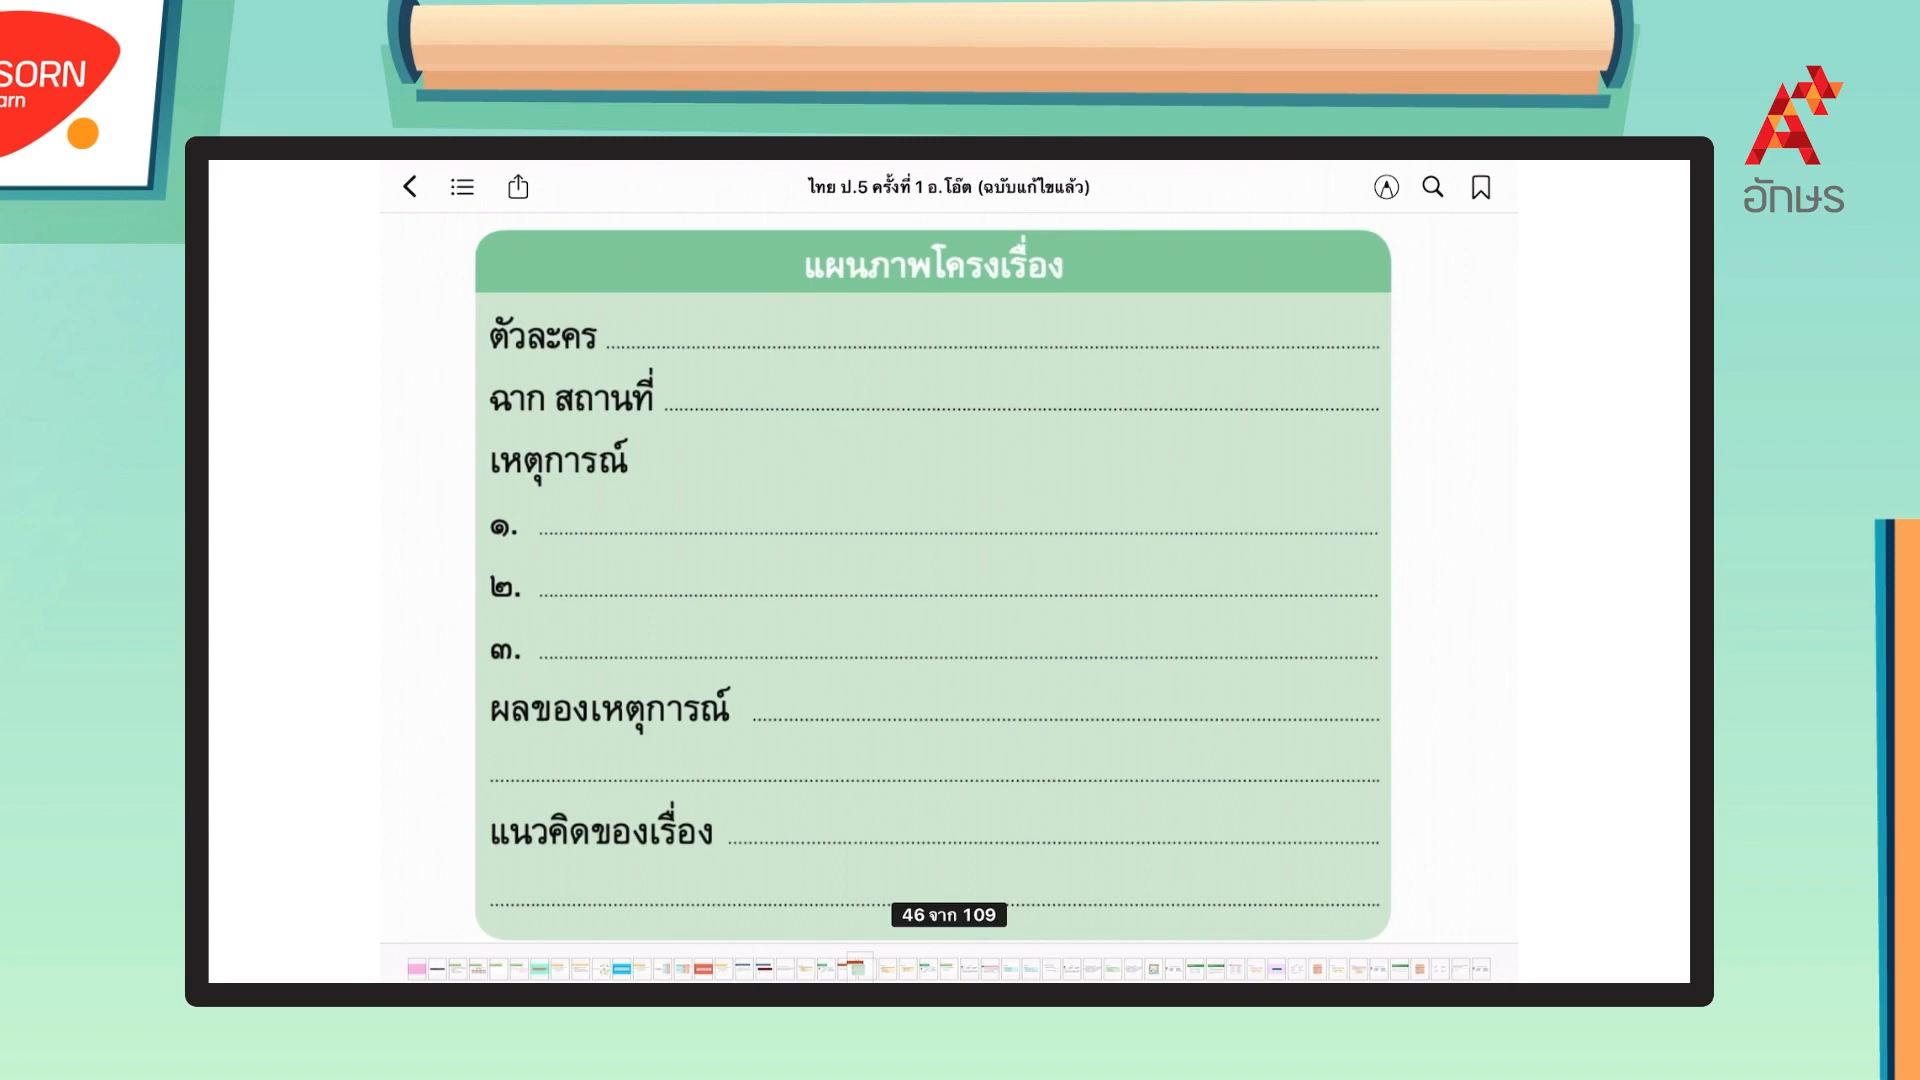 SORN
arn
อักษร
ไทย ป.5 ครั้งที่ 1 อ.โอ๊ต (ฉบับแก้ไขแล้ว)
แผนภาพโครงเรื่อง
ตัวละคร
ฉาก สถานที่
เหตุการณ์
๑.
๒.
๓.
ผลของเหตุการณ์
แนวคิดของเรื่อง
46 จาก 109